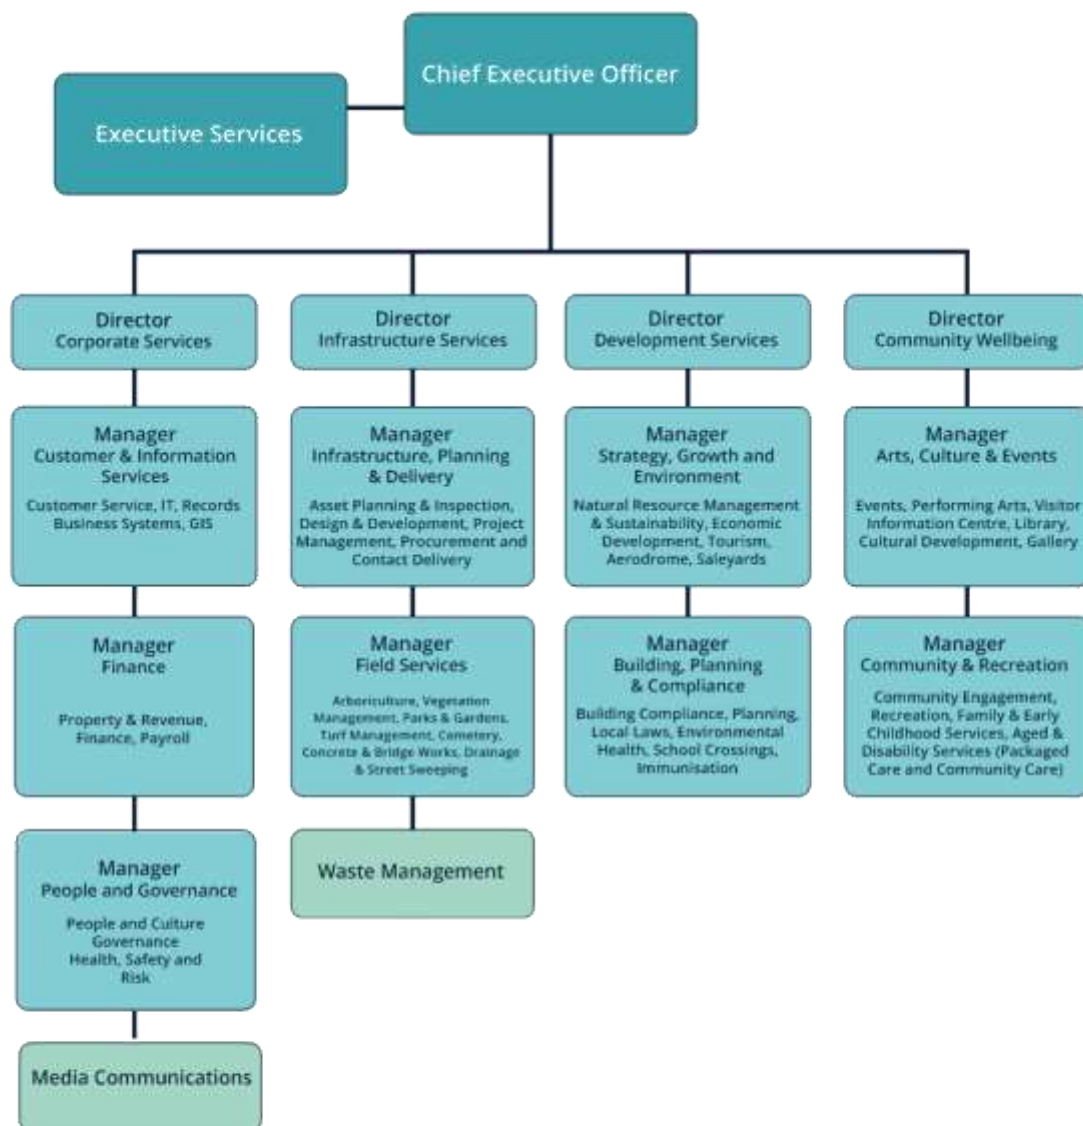 Chief Executive Officer
Executive Services
Director
Corporate Services
Manager
Customer & Information
Services
Customer Service, IT, Records
Business Systems, GIS
Manager
Finance
Property & Revenue,
Finance, Payroll
Manager
People and Governance
People and Culture
Governance
Health, Safety and
Risk
Media Communications
Director
Infrastructure Services
Manager
Infrastructure, Planning
& Delivery
Asset Planning & Inspection,
Design & Development, Project
Management, Procurement and
Contact Delivery
Manager
Field Services
Arboriculture, Vegetation
Management, Parks & Gardens,
Turf Management, Cemetery,
Concrete & Bridge Works, Drainage
& Street Sweeping
Waste Management
Director
Development Services
Manager
Strategy, Growth and
Environment
Natural Resource Management
& Sustainability, Economic
Development, Tourism,
Aerodrome, Saleyards
Manager
Building, Planning
& Compliance
Building Compliance, Planning,
Local Laws, Environmental
Health, School Crossings,
Immunisation
Director
Community Wellbeing
Manager
Arts, Culture & Events
Events, Performing Arts, Visitor
Information Centre, Library,
Cultural Development, Gallery
Manager
Community & Recreation
Community Engagement,
Recreation, Family & Early
Childhood Services, Aged &
Disability Services (Packaged
Care and Community Care)